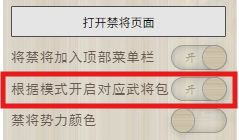 打开禁将页面
将禁将加入顶部菜单栏 开
根据模式开启对应武将包 开
禁将势力颜色